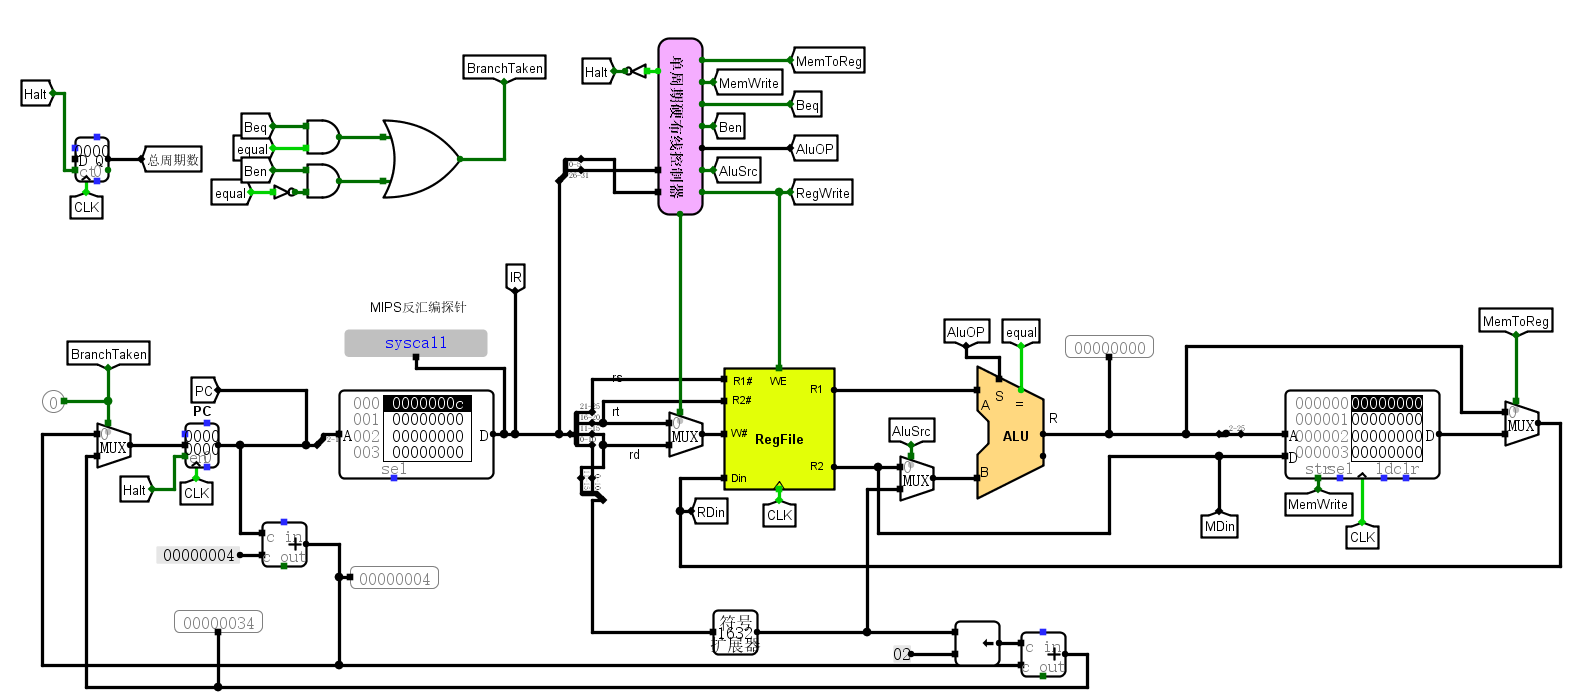 BranchTaken
Halt
总周期数
CLK
Beq
equal
Ben
equal
Halt
单周期硬布线控制器
MemToReg
MemWrite
Beq
Ben
AluOP
AluSrc
RegWrite
IR
MIPS反汇编探针
syscall
BranchTaken
0
PC
PC
MUX
Halt
CLK
000 0000000c
001 00000000
002 00000000
003 00000000
A
D
sel
rs
rt
rd
MUX
R1#
WE
R1
R2#
W#
RegFile
R2
Din
RDin
CLK
AluSrc
MUX
AluOP
equal
A
S
=
ALU
B
R
00000000
MemToReg
000000 00000000
000001 00000000
000002 00000000
000003 00000000
A
D
D
str sel
ld clr
MUX
MDin
MemWrite
CLK
c in
+
c out
00000004
00000004
00000034
符号
1632
扩展器
02
c in
+
c out